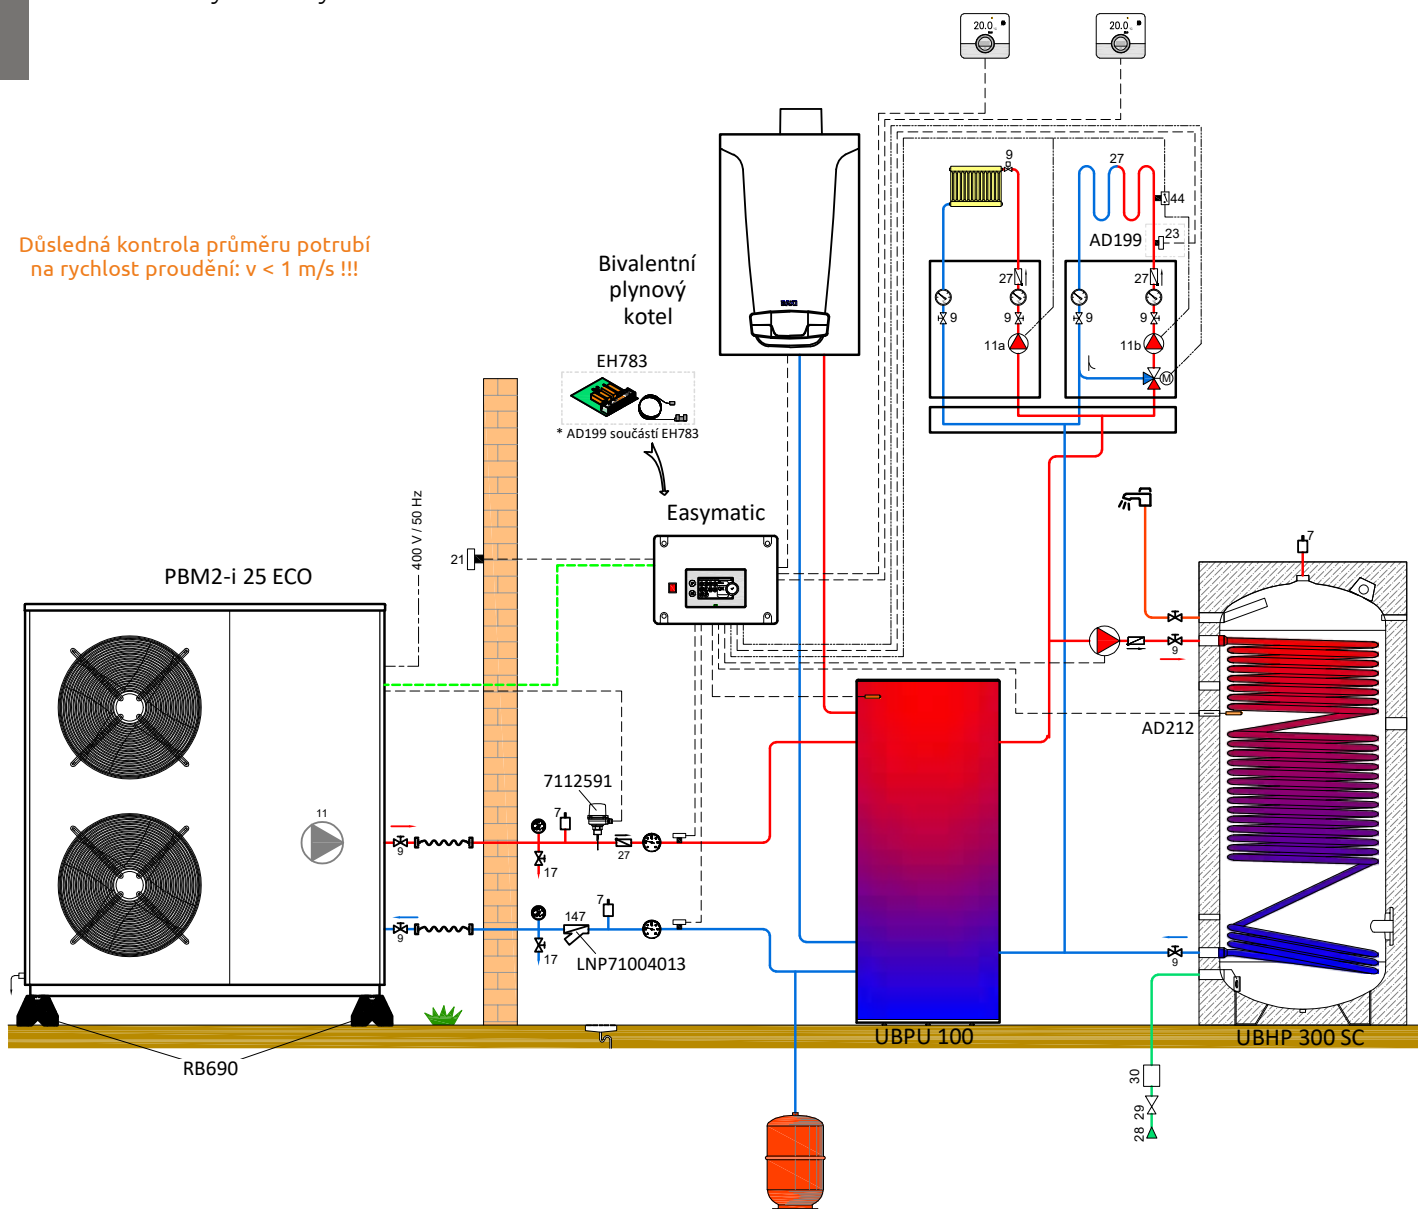 20.0
20.0
9
27
44
23
AD199
Důsledná kontrola průměru potrubí
na rychlost proudění: v < 1 m/s !!!
Bivalentní
plynový
kotel
27
27
9
9
9
9
11a
11b
M
EH783
* AD199 součástí EH783
Easymatic
400 V / 50 Hz
21
7
PBM2-i 25 ECO
9
AD212
7112591
7
11
9
27
17
7
147
9
17
LNP71004013
9
UBPU 100
UBHP 300 SC
RB690
30
29
28